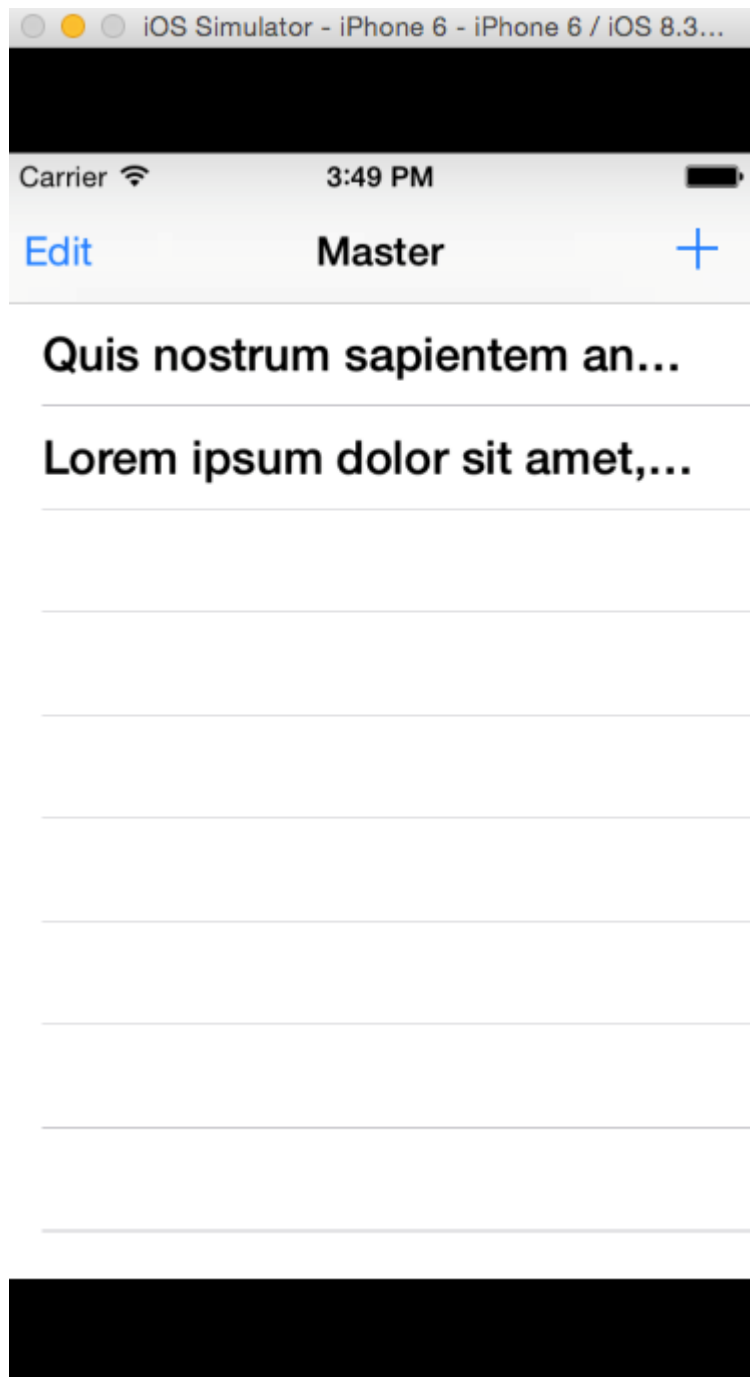 iOS Simulator - iPhone 6 - iPhone 6 / iOS 8.3...
Carrier 3:49 PM
Edit Master +
Quis nostrum sapientem an...
Lorem ipsum dolor sit amet,...